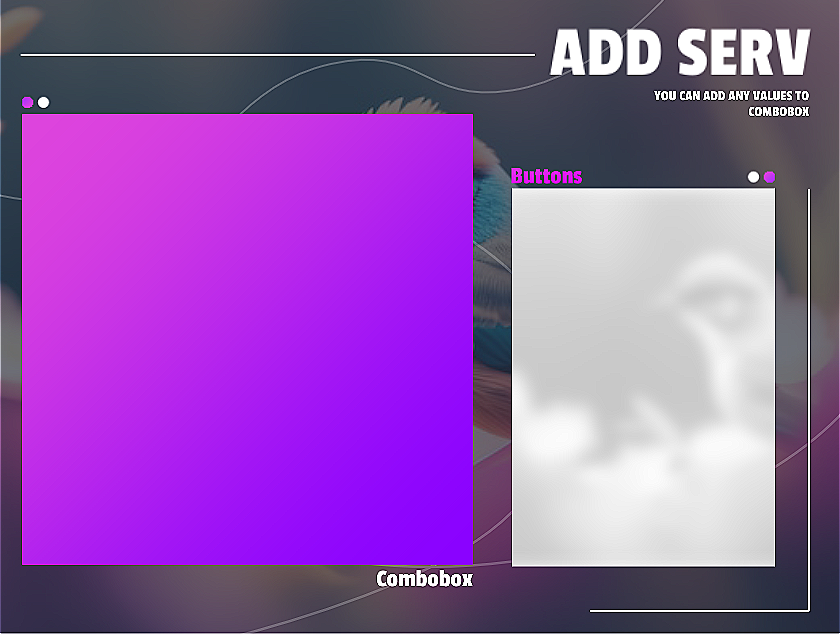 ADD SERV
YOU CAN ADD ANY VALUES TO
COMBOBOX
Buttons
Combobox